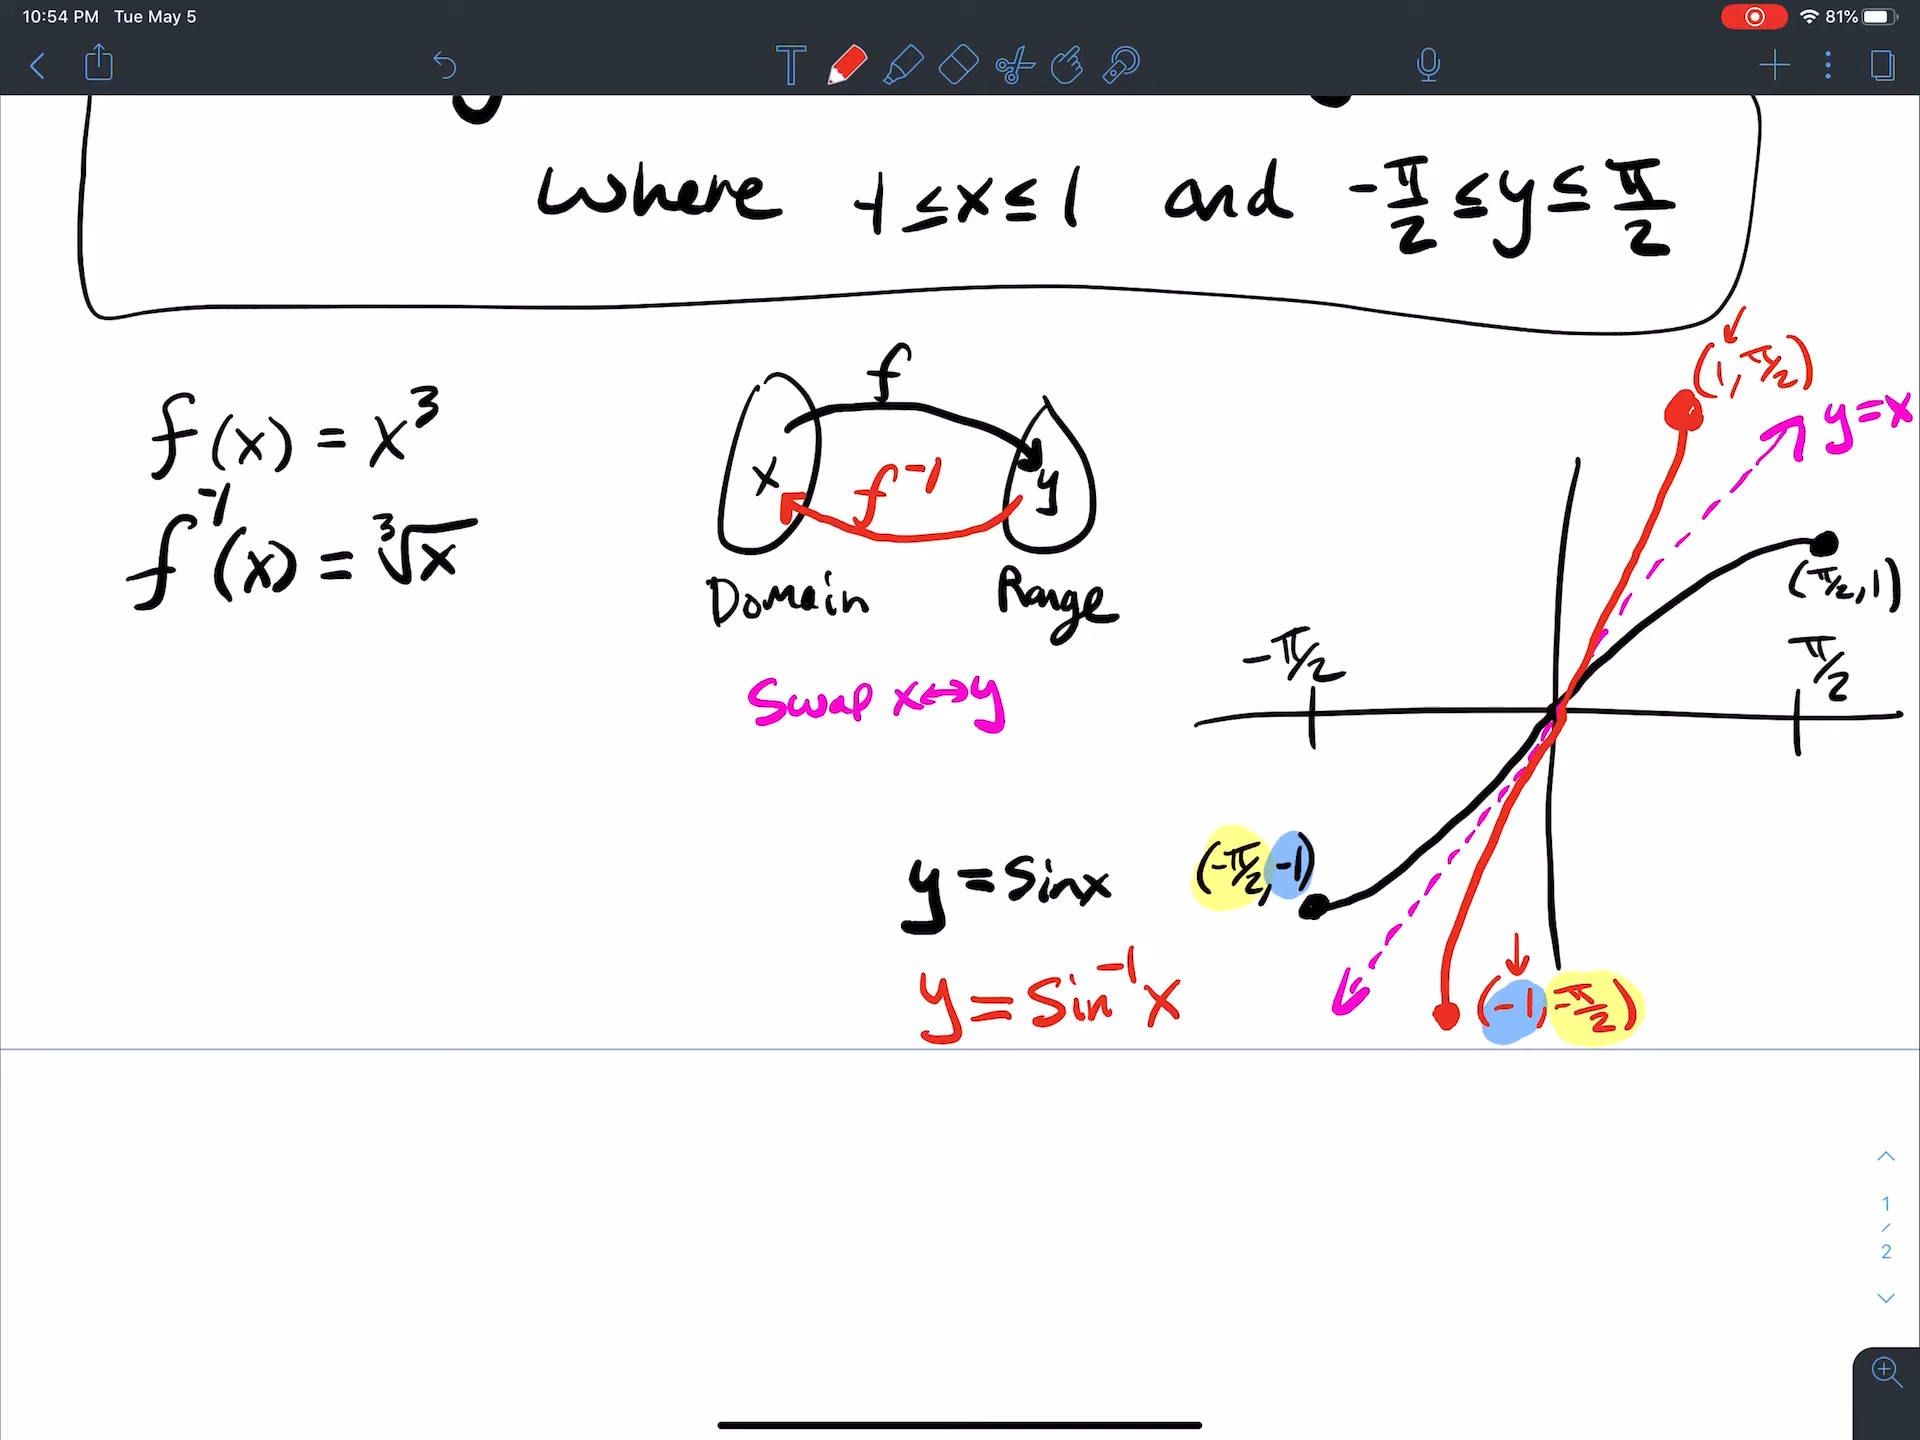 10:54 PM Tue May 5
81%
where -1 ≤ x ≤ 1 and -π/2 ≤ y ≤ π/2
f(x) = x³
f⁻¹(x) = ∛x
f
x
f⁻¹
y
Domain
Range
Swap x↔y
(1, π/2)
y=x
(π/2, 1)
-π/2
π/2
y = sinx
(-π/2, -1)
y = sin⁻¹x
(-1, -π/2)
1
/
2